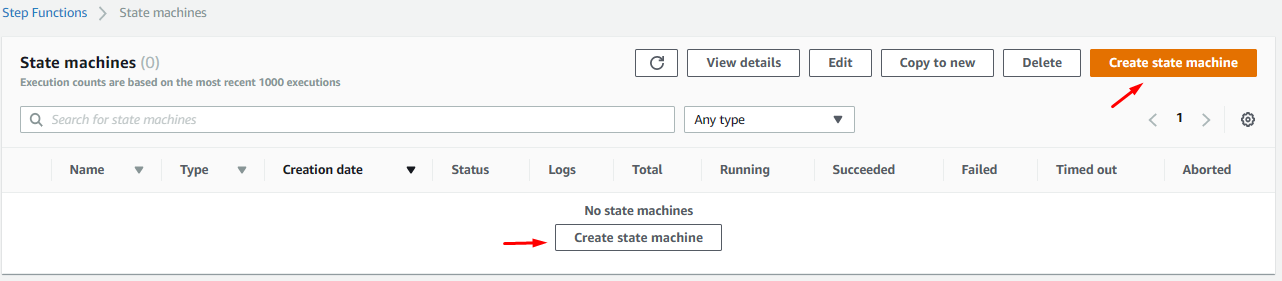 Step Functions > State machines
State machines (0)
Execution counts are based on the most recent 1000 executions
View details
Edit
Copy to new
Delete
Create state machine
Search for state machines
Any type
1
Name Type Creation date Status Logs Total Running Succeeded Failed Timed out Aborted
No state machines
Create state machine